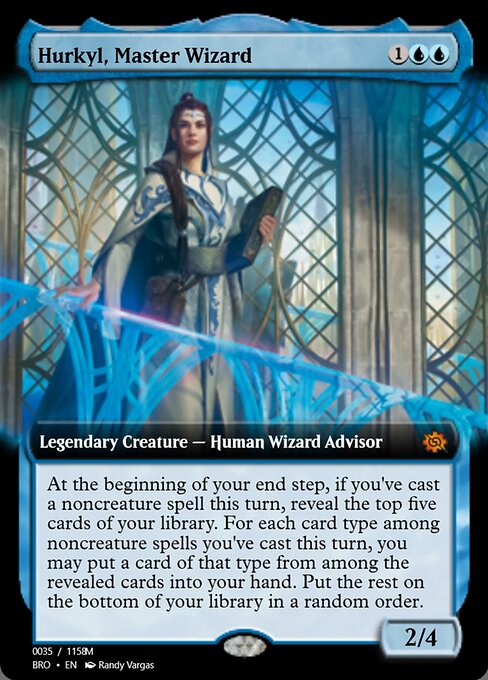 Hurkyl, Master Wizard
1
Legendary Creature — Human Wizard Advisor
At the beginning of your end step, if you've cast
a noncreature spell this turn, reveal the top five
cards of your library. For each card type among
noncreature spells you've cast this turn, you
may put a card of that type from among the
revealed cards into your hand. Put the rest on
the bottom of your library in a random order.
2/4
0035 / 1158M
BRO • EN Randy Vargas